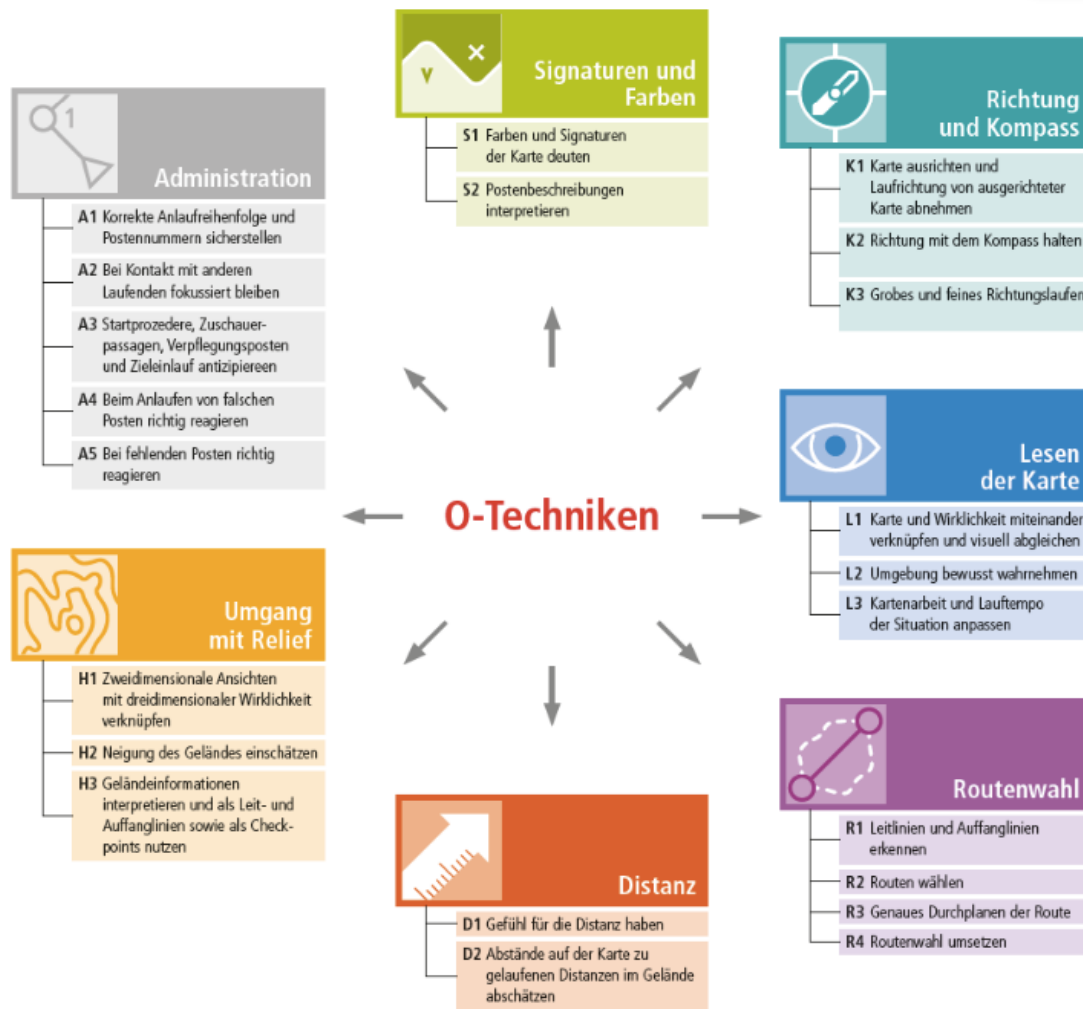 Signaturen und
Farben
S1 Farben und Signaturen
der Karte deuten
S2 Postenbeschreibungen
interpretieren
Richtung
und Kompass
K1 Karte ausrichten und
Laufrichtung von ausgerichteter
Karte abnehmen
K2 Richtung mit dem Kompass halten
K3 Grobes und feines Richtungslaufen
1
Administration
A1 Korrekte Anlaufreihenfolge und
Postennummern sicherstellen
A2 Bei Kontakt mit anderen
Laufenden fokussiert bleiben
A3 Startprozedere, Zuschauer-
passagen, Verpflegungsposten
und Zieleinlauf antizipiereen
A4 Beim Anlaufen von falschen
Posten richtig reagieren
A5 Bei fehlenden Posten richtig
reagieren
O-Techniken
Lesen
der Karte
L1 Karte und Wirklichkeit miteinander
verknüpfen und visuell abgleichen
L2 Umgebung bewusst wahrnehmen
L3 Kartenarbeit und Lauftempo
der Situation anpassen
Umgang
mit Relief
H1 Zweidimensionale Ansichten
mit dreidimensionaler Wirklichkeit
verknüpfen
H2 Neigung des Geländes einschätzen
H3 Geländeinformationen
interpretieren und als Leit- und
Auffanglinien sowie als Check-
points nutzen
Distanz
D1 Gefühl für die Distanz haben
D2 Abstände auf der Karte zu
gelaufenen Distanzen im Gelände
abschätzen
Routenwahl
R1 Leitlinien und Auffanglinien
erkennen
R2 Routen wählen
R3 Genaues Durchplanen der Route
R4 Routenwahl umsetzen